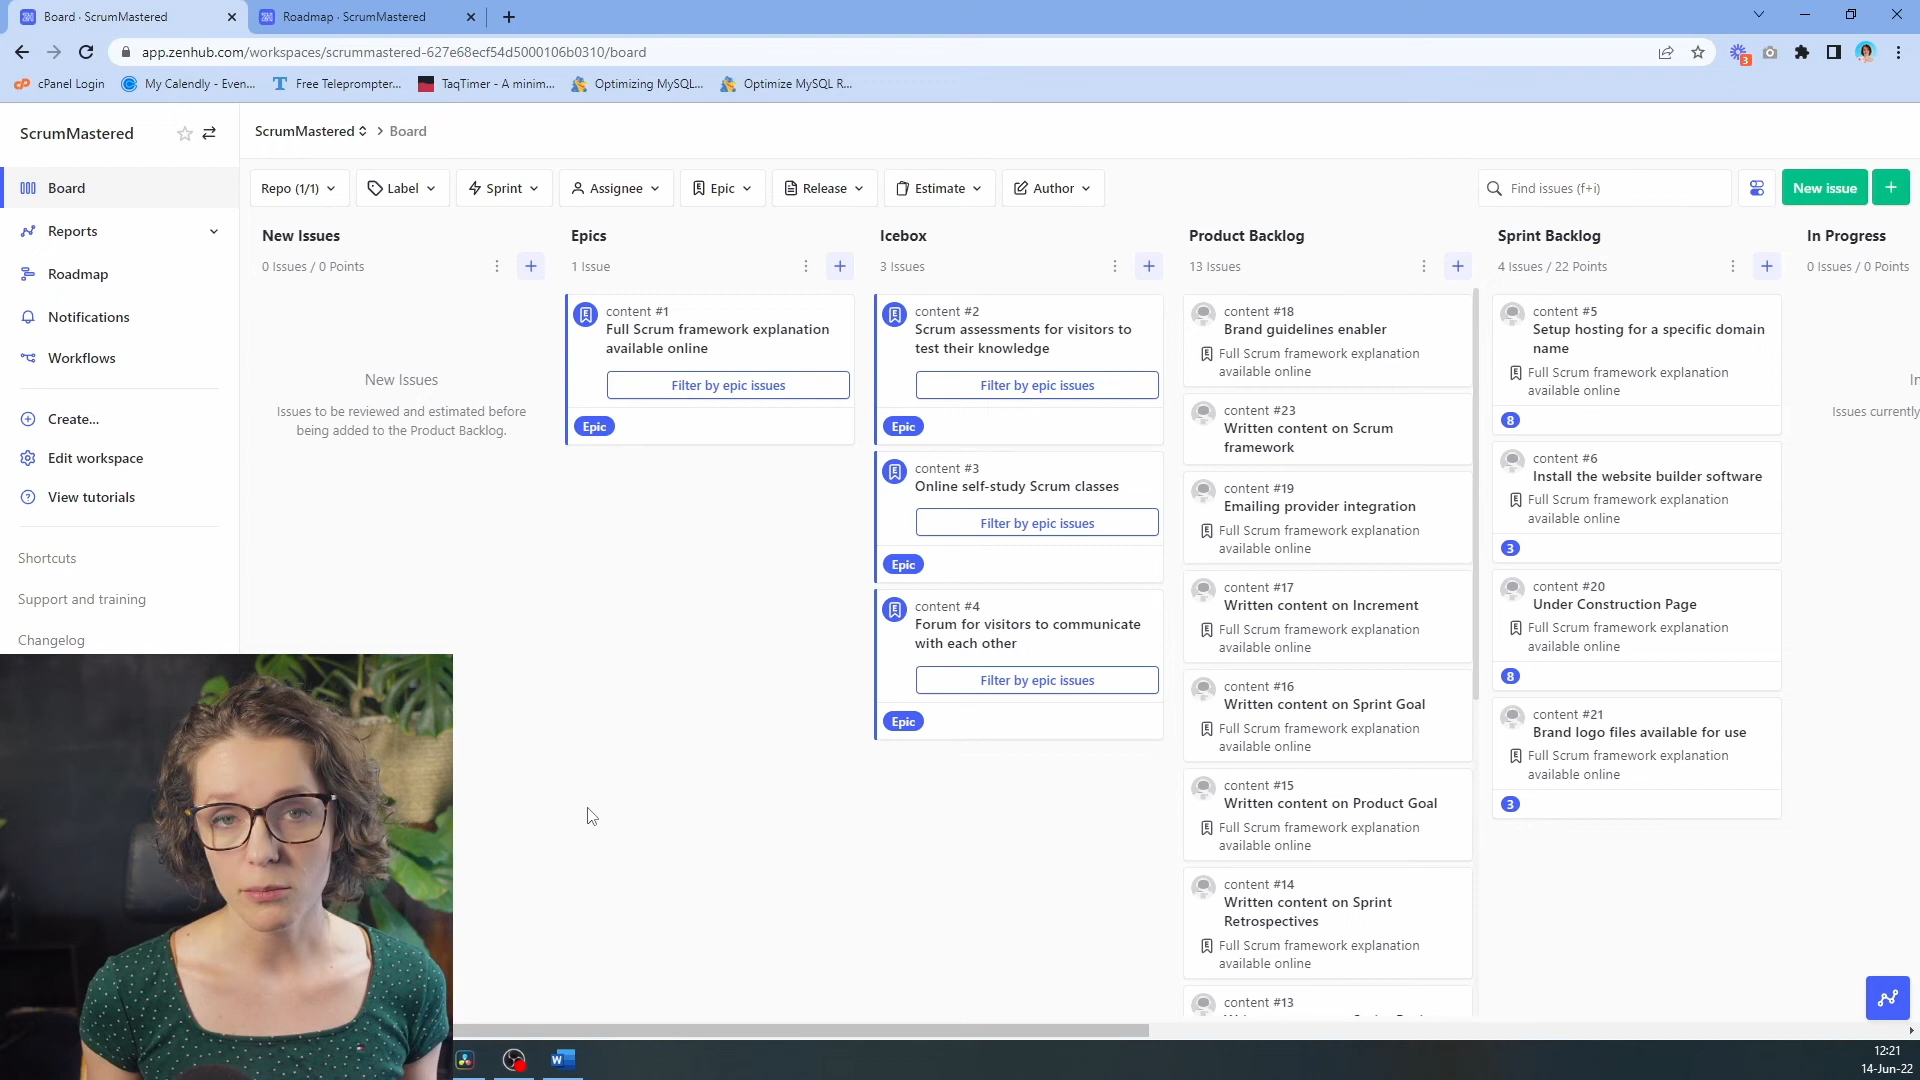 Board · ScrumMastered
Roadmap · ScrumMastered
app.zenhub.com/workspaces/scrummastered-627e68ecf54d5000106b0310/board
3
cPanel Login
My Calendly - Even...
Free Teleprompter...
TaqTimer - A minim...
Optimizing MySQL...
Optimize MySQL R...
ScrumMastered
ScrumMastered > Board
Board
Reports
Roadmap
Notifications
Workflows
Create...
Edit workspace
View tutorials
Shortcuts
Support and training
Changelog
Repo (1/1)
Label
Sprint
Assignee
Epic
Release
Estimate
Author
Find issues (f+i)
New issue
New Issues
0 Issues / 0 Points
New Issues
Issues to be reviewed and estimated before
being added to the Product Backlog.
Epics
1 Issue
content #1
Full Scrum framework explanation
available online
Filter by epic issues
Epic
Icebox
3 Issues
content #2
Scrum assessments for visitors to
test their knowledge
Filter by epic issues
Epic
content #3
Online self-study Scrum classes
Filter by epic issues
Epic
content #4
Forum for visitors to communicate
with each other
Filter by epic issues
Epic
Product Backlog
13 Issues
content #18
Brand guidelines enabler
Full Scrum framework explanation
available online
content #23
Written content on Scrum
framework
content #19
Emailing provider integration
Full Scrum framework explanation
available online
content #17
Written content on Increment
Full Scrum framework explanation
available online
content #16
Written content on Sprint Goal
Full Scrum framework explanation
available online
content #15
Written content on Product Goal
Full Scrum framework explanation
available online
content #14
Written content on Sprint
Retrospectives
Full Scrum framework explanation
available online
content #13
Sprint Backlog
4 Issues / 22 Points
content #5
Setup hosting for a specific domain
name
Full Scrum framework explanation
available online
8
content #6
Install the website builder software
Full Scrum framework explanation
available online
3
content #20
Under Construction Page
Full Scrum framework explanation
available online
8
content #21
Brand logo files available for use
Full Scrum framework explanation
available online
3
In Progress
0 Issues / 0 Points
Issues currently
12:21
14-Jun-22